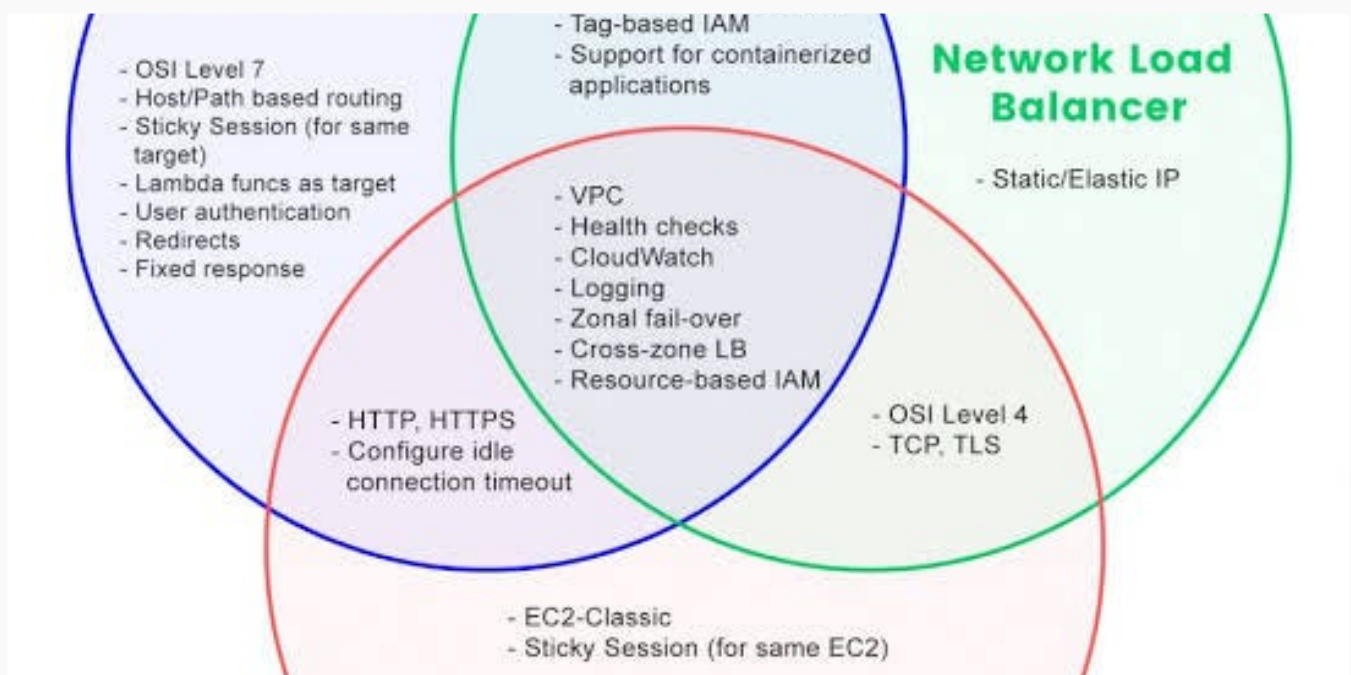 - Tag-based IAM
- Support for containerized
applications
Network Load
Balancer
- Static/Elastic IP
- OSI Level 7
- Host/Path based routing
- Sticky Session (for same
target)
- Lambda funcs as target
- User authentication
- Redirects
- Fixed response
- VPC
- Health checks
- CloudWatch
- Logging
- Zonal fail-over
- Cross-zone LB
- Resource-based IAM
- HTTP, HTTPS
- Configure idle
connection timeout
- OSI Level 4
- TCP, TLS
- EC2-Classic
- Sticky Session (for same EC2)